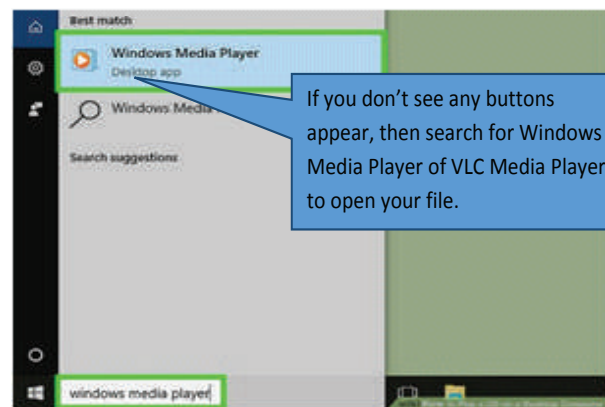 Best match
Windows Media Player
Desktop app
Windows Media
Search suggestions
If you don’t see any buttons
appear, then search for Windows
Media Player of VLC Media Player
to open your file.
windows media player